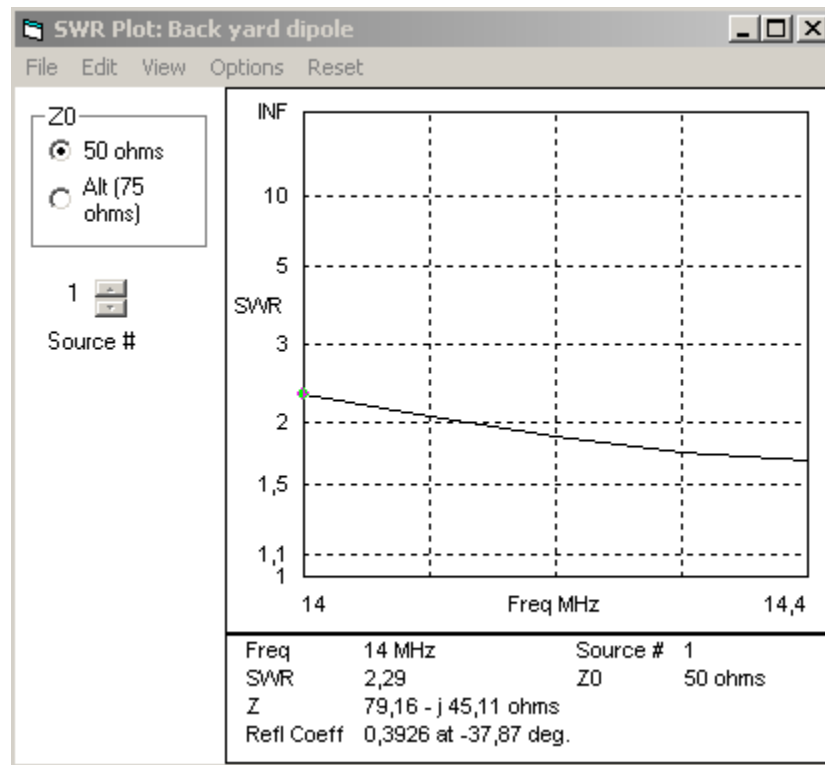 SWR Plot: Back yard dipole
File Edit View Options Reset
Z0
50 ohms
Alt (75
ohms)
1
Source #
INF
10
5
SWR
3
2
1,5
1,1
1
14 Freq MHz 14,4
Freq 14 MHz Source # 1
SWR 2,29 Z0 50 ohms
Z 79,16 - j 45,11 ohms
Refl Coeff 0,3926 at -37,87 deg.